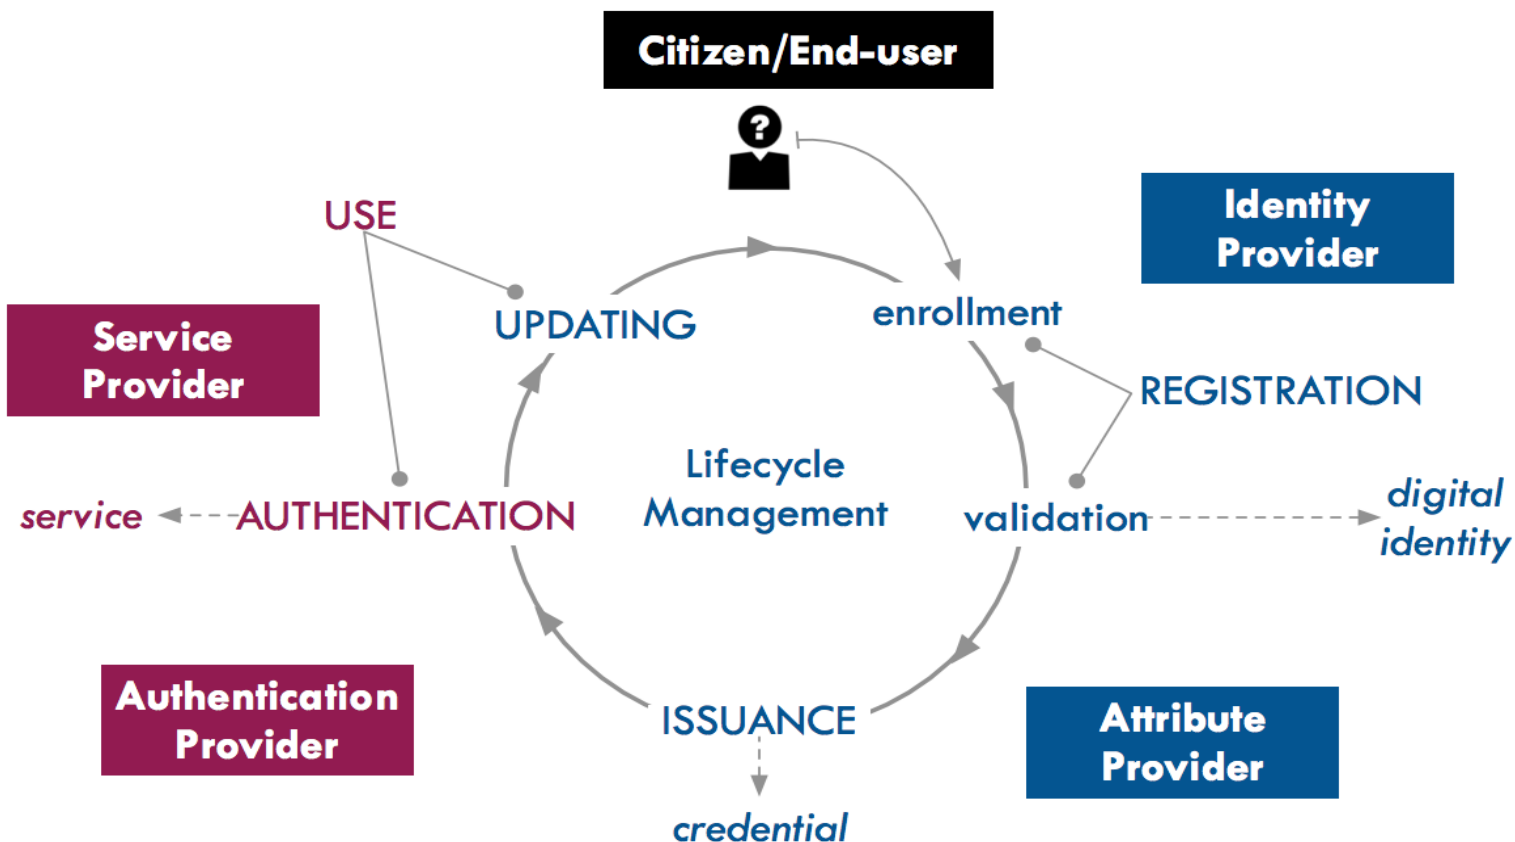 Citizen/End-user
?
USE
Identity
Provider
Service
Provider
UPDATING
enrollment
REGISTRATION
Lifecycle
Management
service
AUTHENTICATION
validation
digital
identity
Authentication
Provider
ISSUANCE
Attribute
Provider
credential